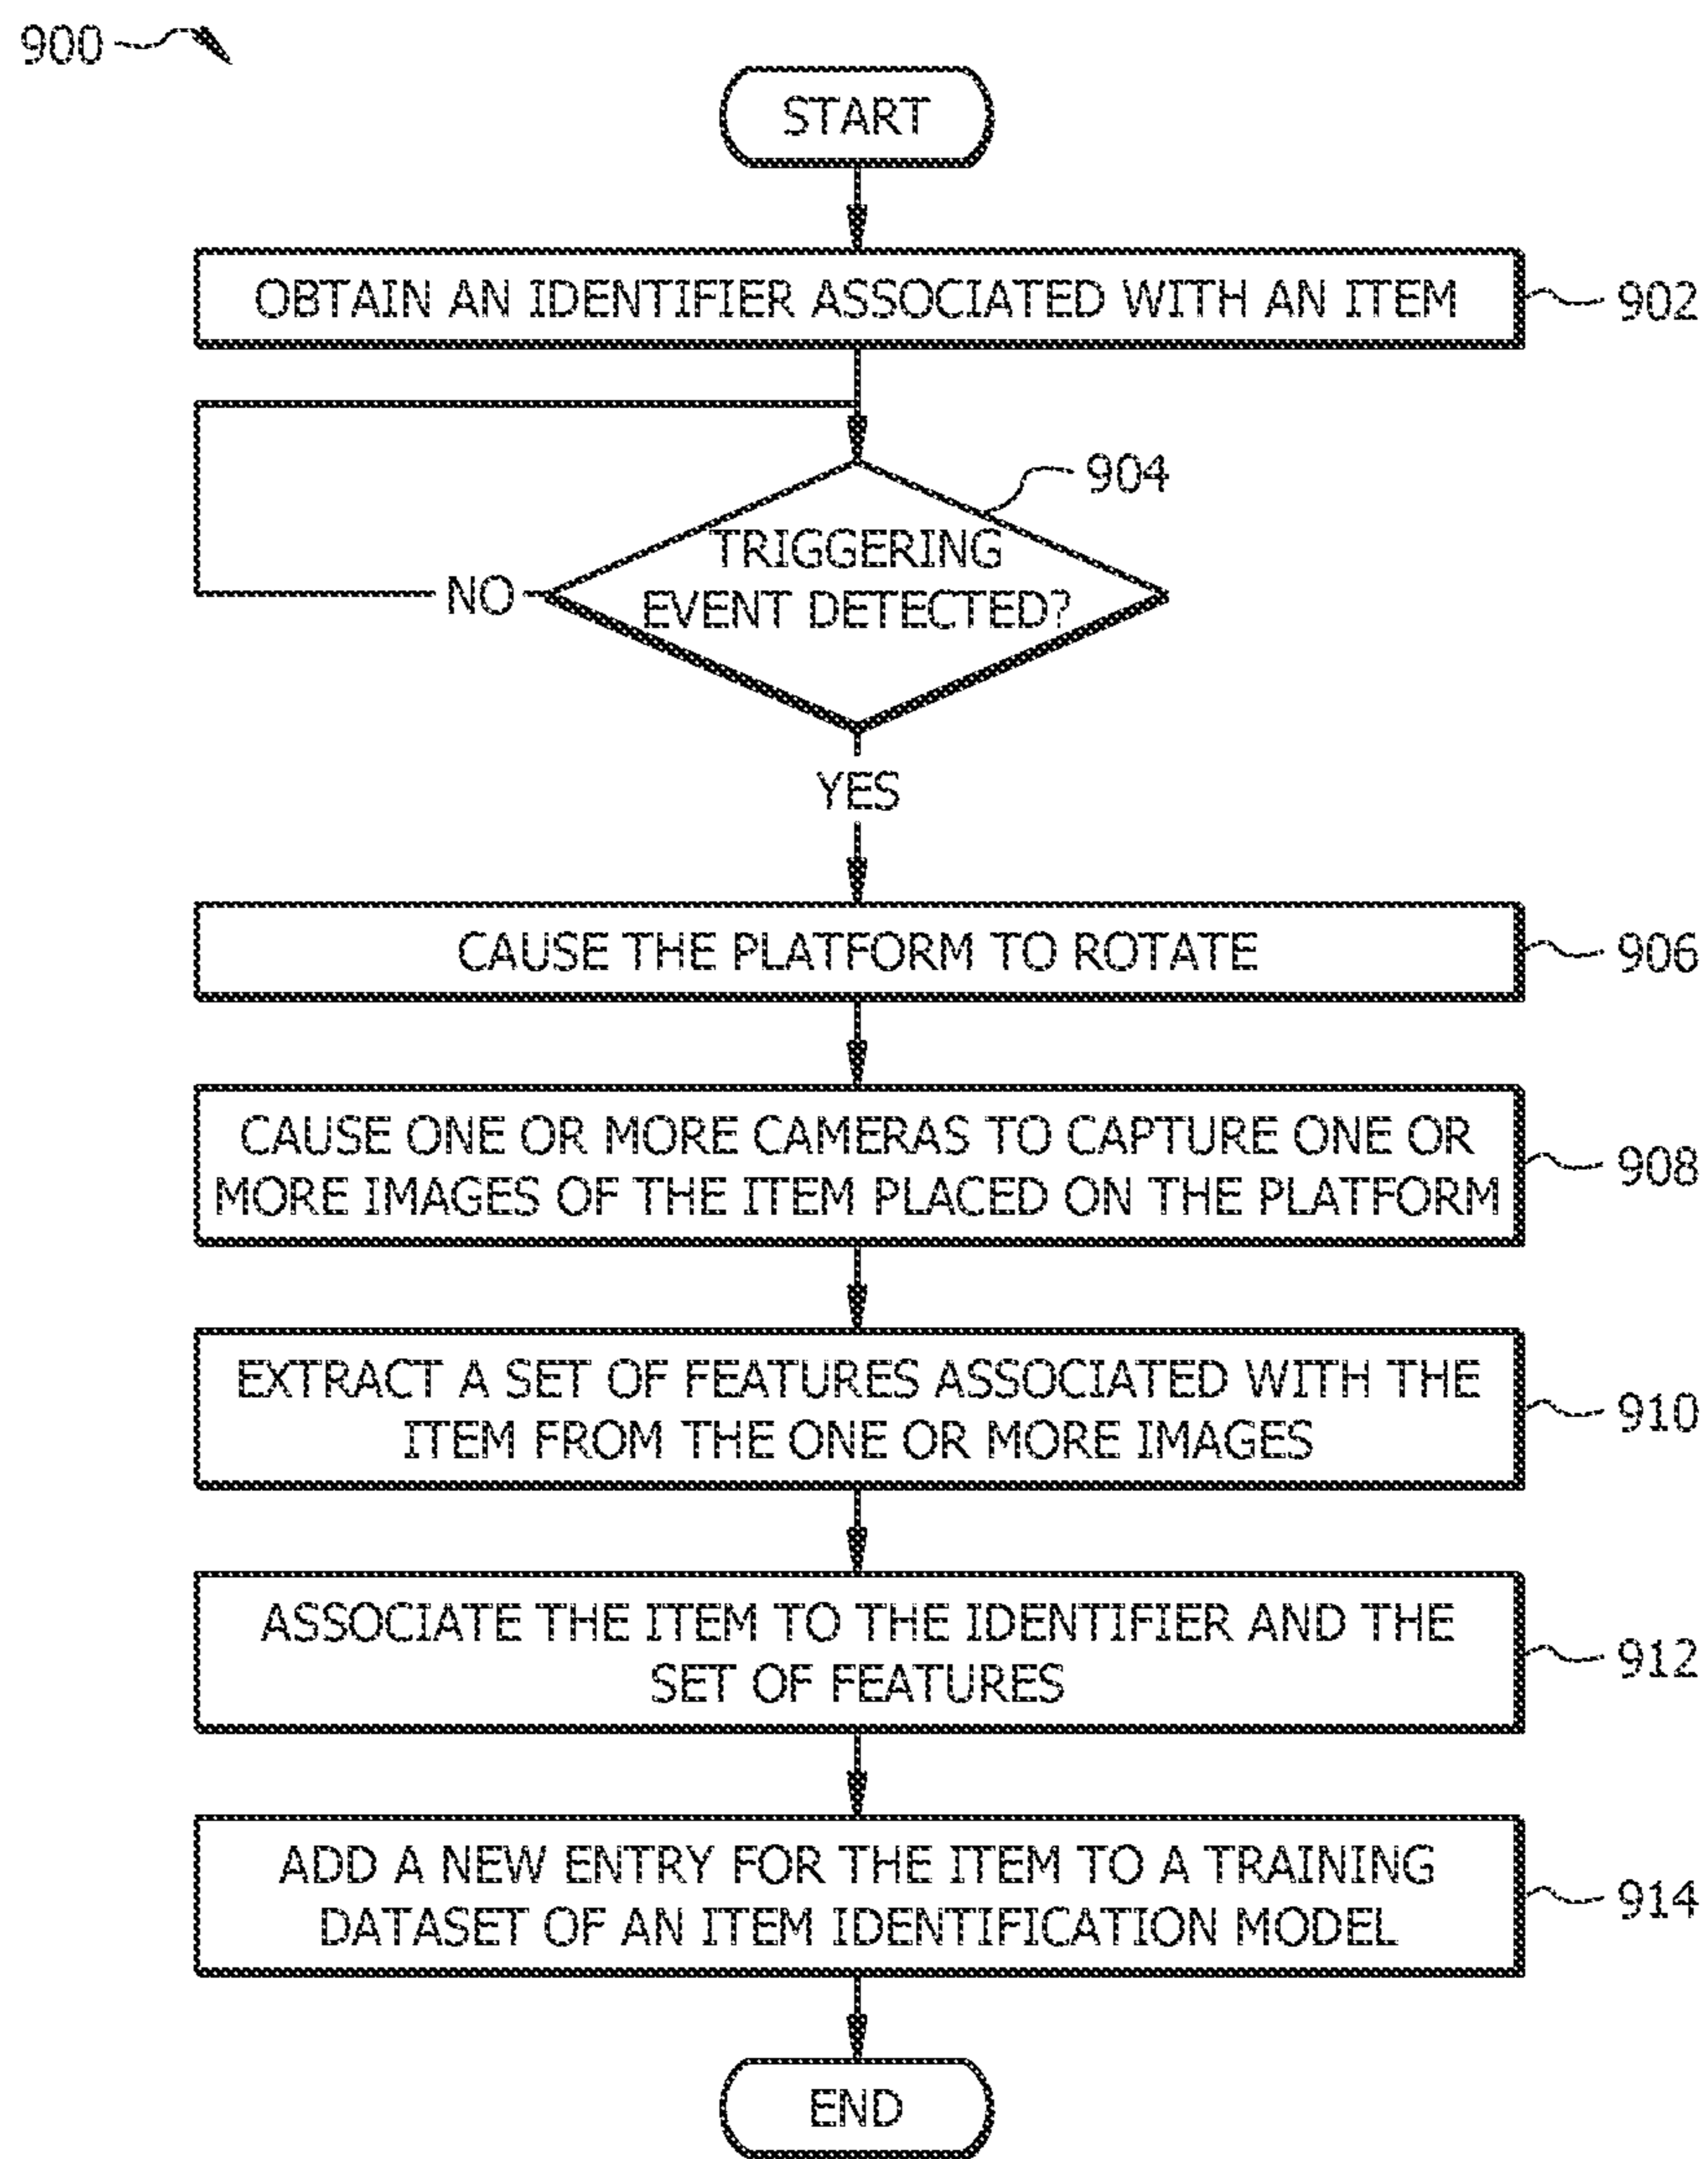 900
START
OBTAIN AN IDENTIFIER ASSOCIATED WITH AN ITEM
902
904
TRIGGERING
EVENT DETECTED?
NO
YES
CAUSE THE PLATFORM TO ROTATE
906
CAUSE ONE OR MORE CAMERAS TO CAPTURE ONE OR
MORE IMAGES OF THE ITEM PLACED ON THE PLATFORM
908
EXTRACT A SET OF FEATURES ASSOCIATED WITH THE
ITEM FROM THE ONE OR MORE IMAGES
910
ASSOCIATE THE ITEM TO THE IDENTIFIER AND THE
SET OF FEATURES
912
ADD A NEW ENTRY FOR THE ITEM TO A TRAINING
DATASET OF AN ITEM IDENTIFICATION MODEL
914
END